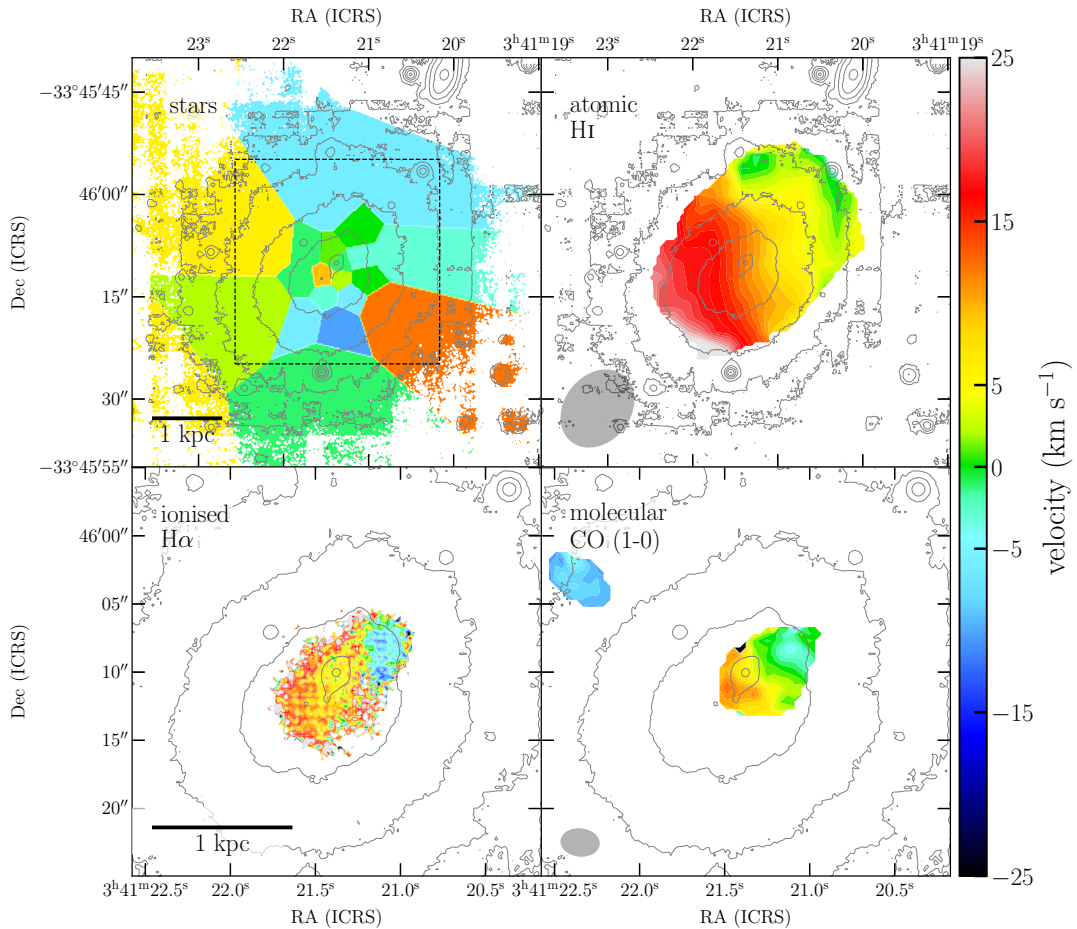 RA (ICRS) RA (ICRS)
23ˢ 22ˢ 21ˢ 20ˢ 3ʰ41ᵐ19ˢ 23ˢ 22ˢ 21ˢ 20ˢ 3ʰ41ᵐ19ˢ
stars
atomic
HI
−33°45′45″
46′00″
15″
30″
−33°45′55″
Dec (ICRS)
1 kpc
ionised
Hα
molecular
CO (1-0)
46′00″
05″
10″
15″
20″
Dec (ICRS)
1 kpc
3ʰ41ᵐ22.5ˢ 22.0ˢ 21.5ˢ 21.0ˢ 20.5ˢ 3ʰ41ᵐ22.5ˢ 22.0ˢ 21.5ˢ 21.0ˢ 20.5ˢ
RA (ICRS) RA (ICRS)
25
15
5
0
−5
−15
−25
velocity (km s⁻¹)